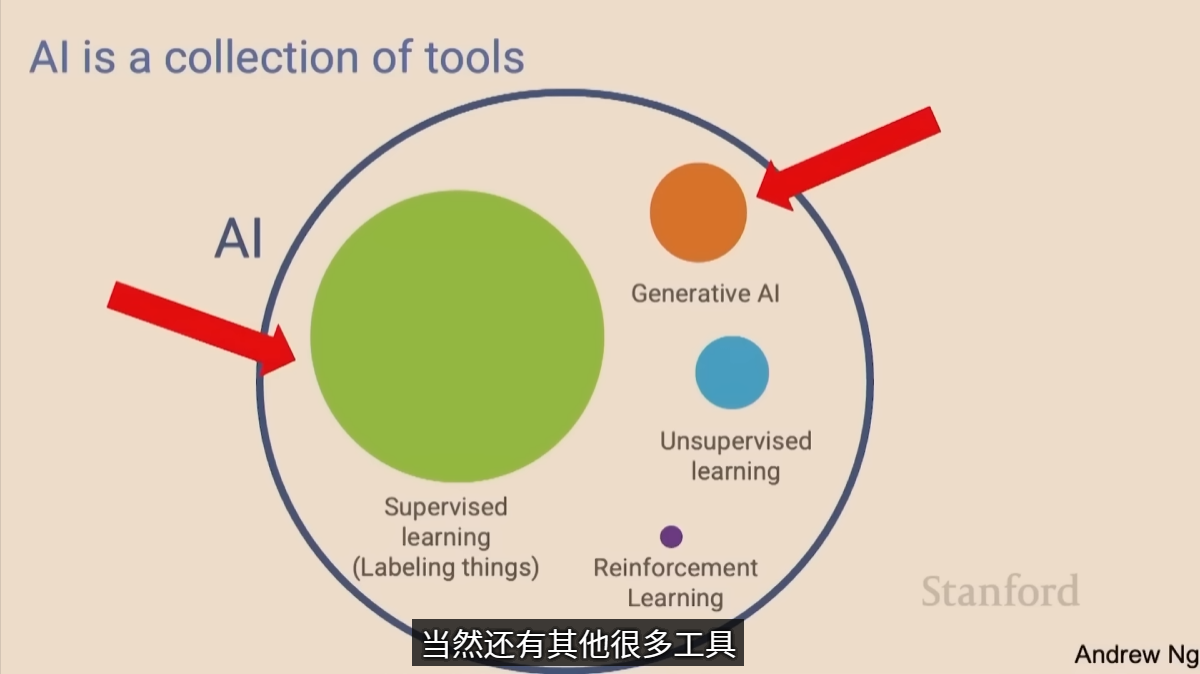 AI is a collection of tools
AI
Generative AI
Unsupervised
learning
Supervised
learning
(Labeling things)
Reinforcement
Learning
Stanford
当然还有其他很多工具
Andrew Ng